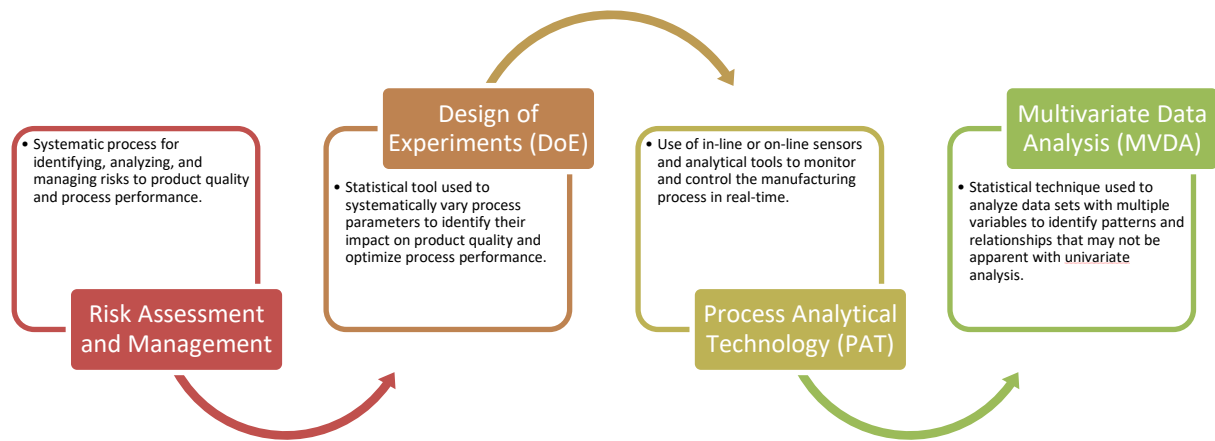 • Systematic process for
identifying, analyzing, and
managing risks to product quality
and process performance.
Risk Assessment
and Management
Design of
Experiments (DoE)
• Statistical tool used to
systematically vary process
parameters to identify their
impact on product quality and
optimize process performance.
• Use of in-line or on-line sensors
and analytical tools to monitor
and control the manufacturing
process in real-time.
Process Analytical
Technology (PAT)
Multivariate Data
Analysis (MVDA)
• Statistical technique used to
analyze data sets with multiple
variables to identify patterns and
relationships that may not be
apparent with univariate
analysis.